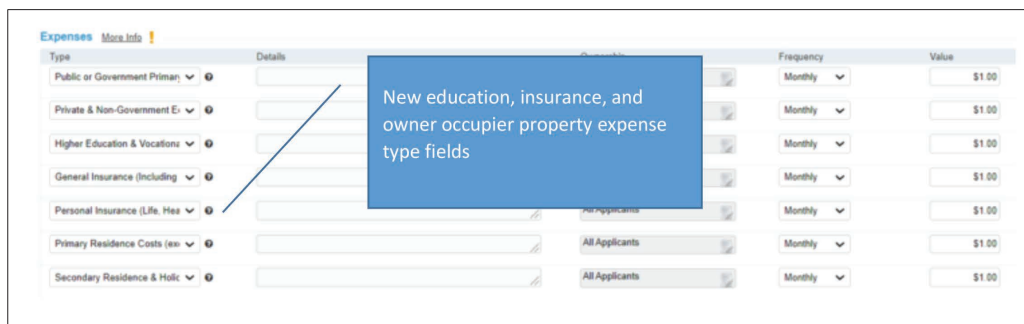 Expenses More Info !
Type Details Ownership Frequency Value
Public or Government Primary Monthly $1.00
Private & Non-Government E Monthly $1.00
Higher Education & Vocationa Monthly $1.00
General Insurance (Including Monthly $1.00
Personal Insurance (Life, Hea All Applicants Monthly $1.00
Primary Residence Costs (exc All Applicants Monthly $1.00
Secondary Residence & Holic All Applicants Monthly $1.00
New education, insurance, and
owner occupier property expense
type fields